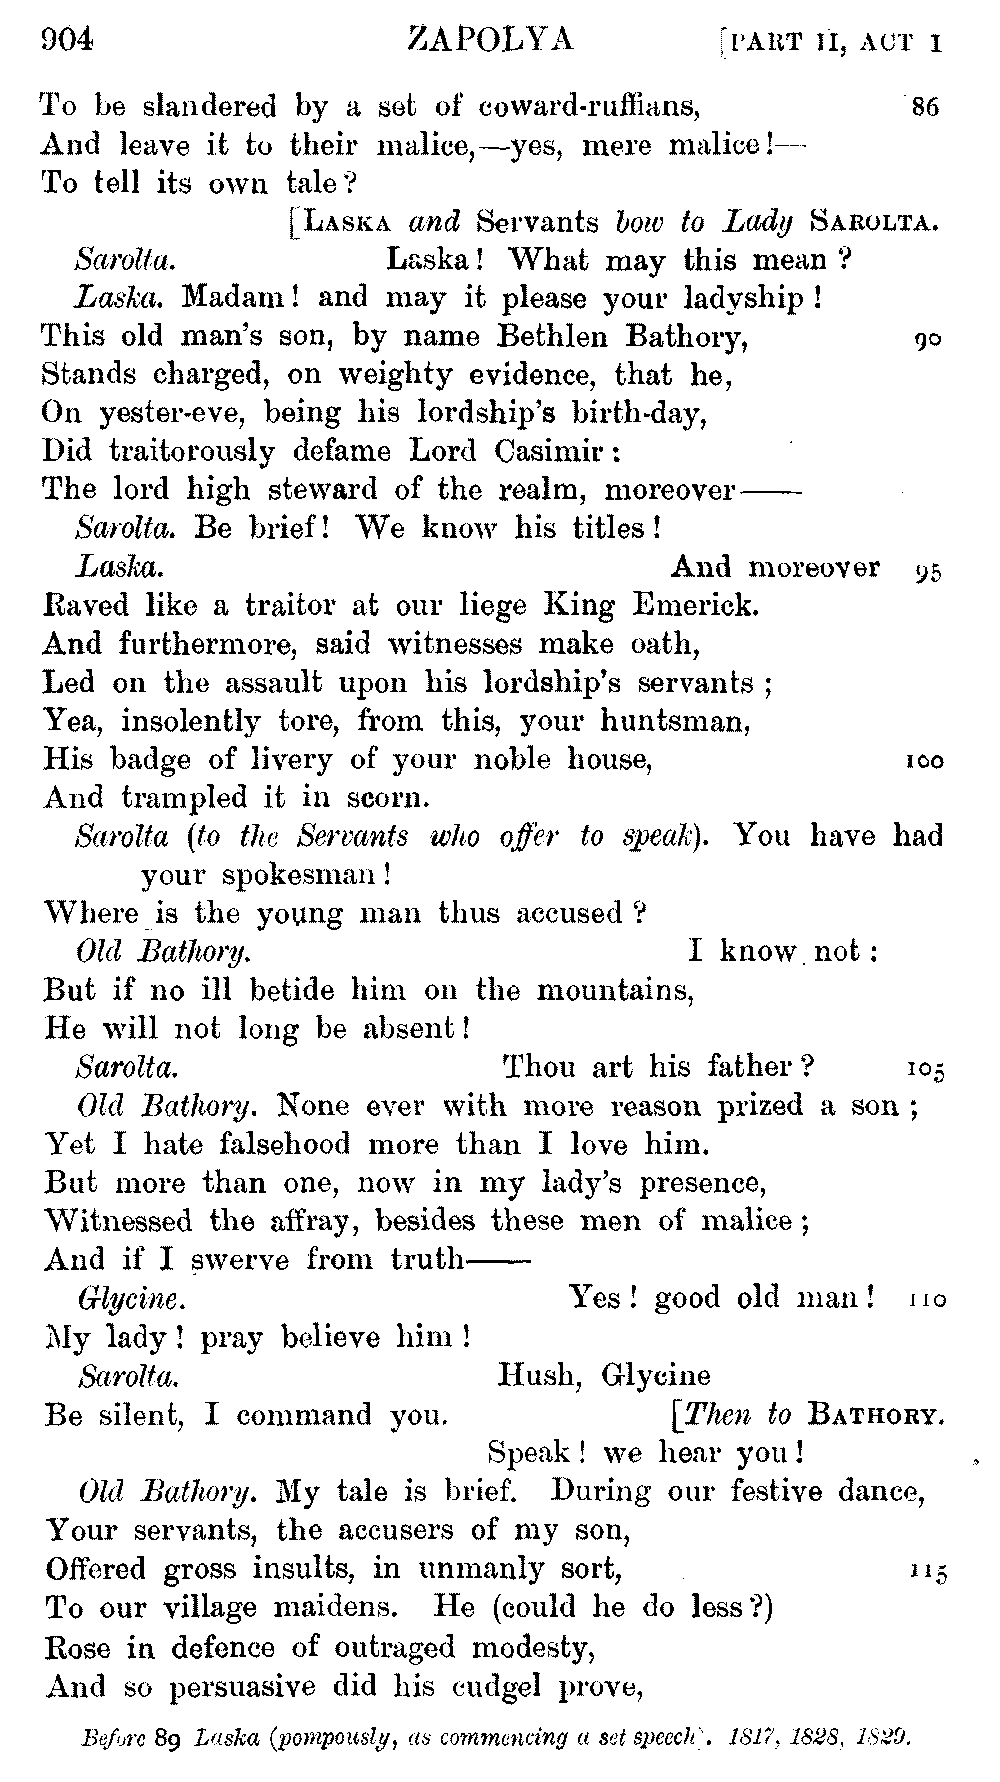 904 ZAPOLYA [PART II, ACT I
To be slandered by a set of coward-ruffians, 86
And leave it to their malice,—yes, mere malice!—
To tell its own tale?
[LASKA and Servants bow to Lady SAROLTA.
Sarolta. Laska! What may this mean?
Laska. Madam! and may it please your ladyship!
This old man's son, by name Bethlen Bathory, 90
Stands charged, on weighty evidence, that he,
On yester-eve, being his lordship's birth-day,
Did traitorously defame Lord Casimir:
The lord high steward of the realm, moreover——
Sarolta. Be brief! We know his titles!
Laska. And moreover 95
Raved like a traitor at our liege King Emerick.
And furthermore, said witnesses make oath,
Led on the assault upon his lordship's servants;
Yea, insolently tore, from this, your huntsman,
His badge of livery of your noble house, 100
And trampled it in scorn.
Sarolta (to the Servants who offer to speak). You have had
your spokesman!
Where is the young man thus accused?
Old Bathory. I know not:
But if no ill betide him on the mountains,
He will not long be absent!
Sarolta. Thou art his father? 105
Old Bathory. None ever with more reason prized a son;
Yet I hate falsehood more than I love him.
But more than one, now in my lady's presence,
Witnessed the affray, besides these men of malice;
And if I swerve from truth——
Glycine. Yes! good old man! 110
My lady! pray believe him!
Sarolta. Hush, Glycine
Be silent, I command you. [Then to BATHORY.
Speak! we hear you!
Old Bathory. My tale is brief. During our festive dance,
Your servants, the accusers of my son,
Offered gross insults, in unmanly sort, 115
To our village maidens. He (could he do less?)
Rose in defence of outraged modesty,
And so persuasive did his cudgel prove,
Before 89 Laska (pompously, as commencing a set speech). 1817, 1828, 1829.